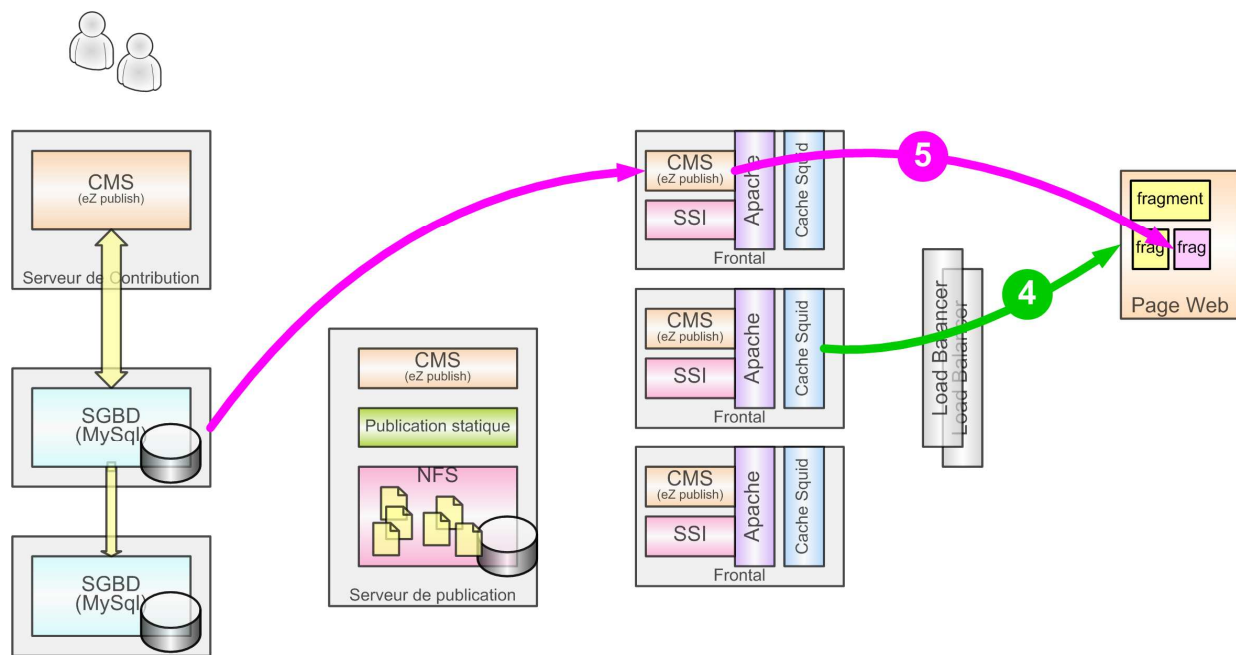 CMS
(eZ publish)
Serveur de Contribution
SGBD
(MySql)
SGBD
(MySql)
CMS
(eZ publish)
Publication statique
NFS
Serveur de publication
CMS
(eZ publish)
SSI
Apache
Cache Squid
Frontal
CMS
(eZ publish)
SSI
Apache
Cache Squid
Frontal
CMS
(eZ publish)
SSI
Apache
Cache Squid
Frontal
5
4
Load Balancer
Load Balancer
fragment
frag
frag
Page Web